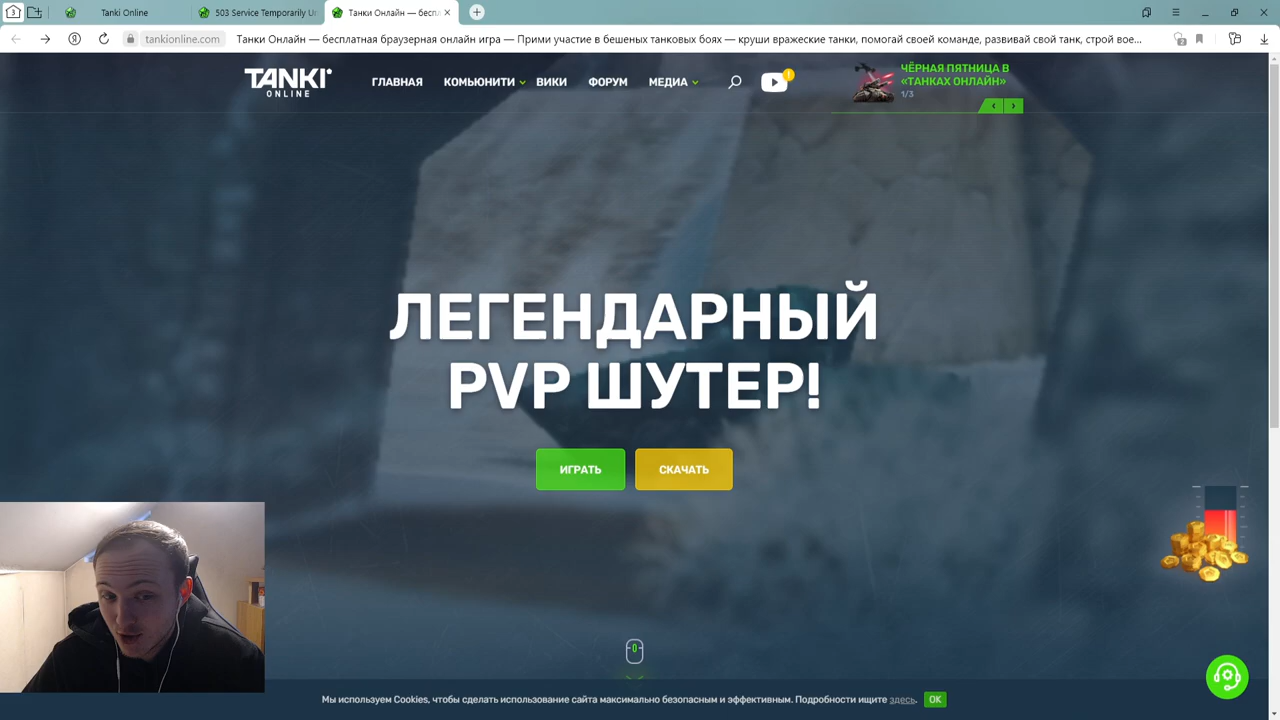 3
Tanki Online
503 Service Temporarily Un
Танки Онлайн — беспл
tankionline.com
Танки Онлайн — бесплатная браузерная онлайн игра — Прими участие в бешеных танковых боях — круши вражеские танки, помогай своей команде, развивай свой танк, строй вое...
TANKI
ONLINE
ГЛАВНАЯ
КОМЬЮНИТИ
ВИКИ
ФОРУМ
МЕДИА
ЧЁРНАЯ ПЯТНИЦА В
«ТАНКАХ ОНЛАЙН»
1/3
ЛЕГЕНДАРНЫЙ
PVP ШУТЕР!
ИГРАТЬ
СКАЧАТЬ
Мы используем Cookies, чтобы сделать использование сайта максимально безопасным и эффективным. Подробности ищите здесь.
OK